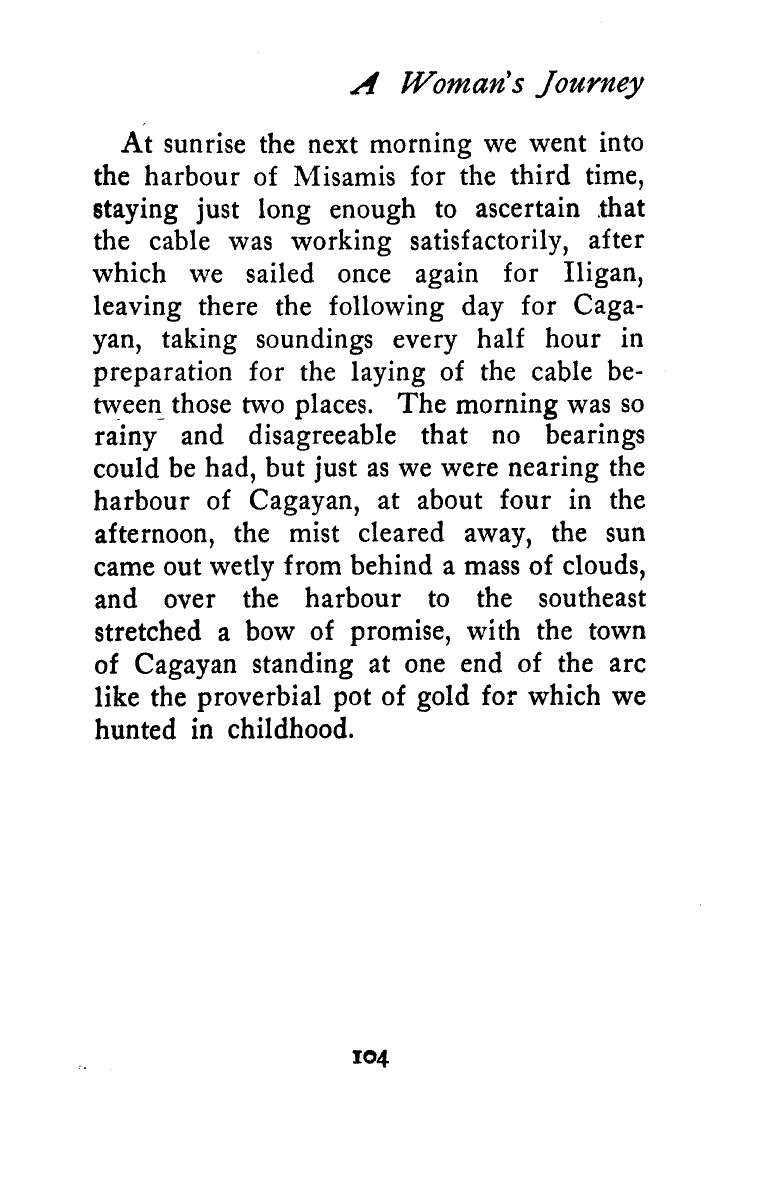 A Woman's Journey
At sunrise the next morning we went into
the harbour of Misamis for the third time,
staying just long enough to ascertain that
the cable was working satisfactorily, after
which we sailed once again for Iligan,
leaving there the following day for Caga-
yan, taking soundings every half hour in
preparation for the laying of the cable be-
tween those two places. The morning was so
rainy and disagreeable that no bearings
could be had, but just as we were nearing the
harbour of Cagayan, at about four in the
afternoon, the mist cleared away, the sun
came out wetly from behind a mass of clouds,
and over the harbour to the southeast
stretched a bow of promise, with the town
of Cagayan standing at one end of the arc
like the proverbial pot of gold for which we
hunted in childhood.
104